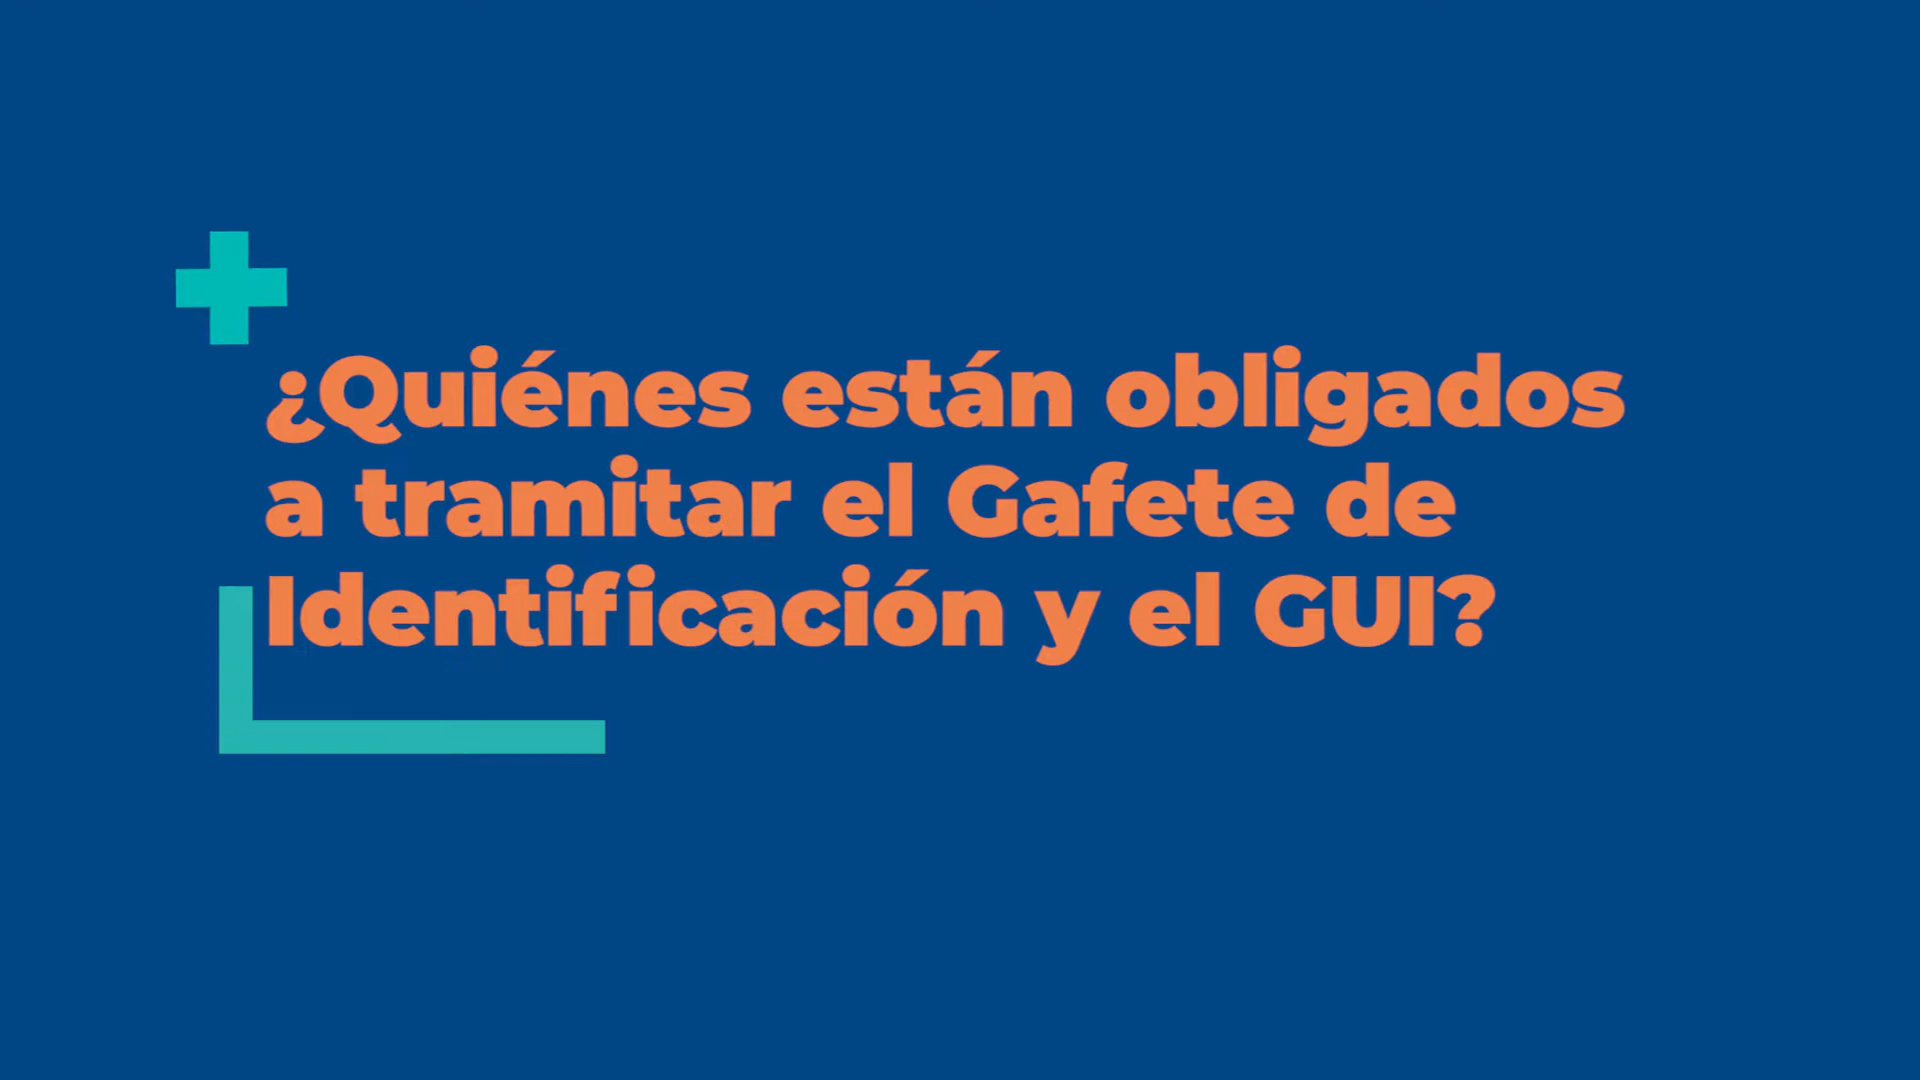 ¿Quiénes están obligados
a tramitar el Gafete de
Identificación y el GUI?